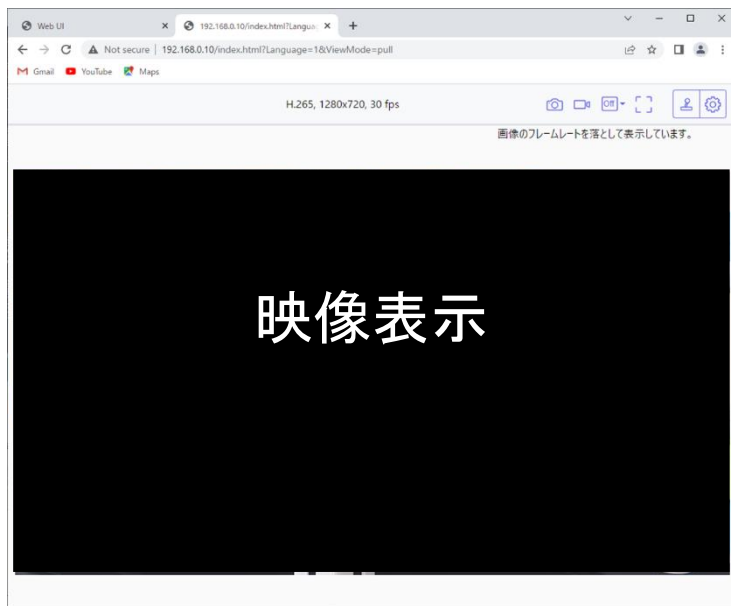 Web UI
192.168.0.10/index.html?Langua
Not secure | 192.168.0.10/index.html?Language=1&ViewMode=pull
Gmail YouTube Maps
H.265, 1280x720, 30 fps
Off
画像のフレームレートを落として表示しています。
映像表示